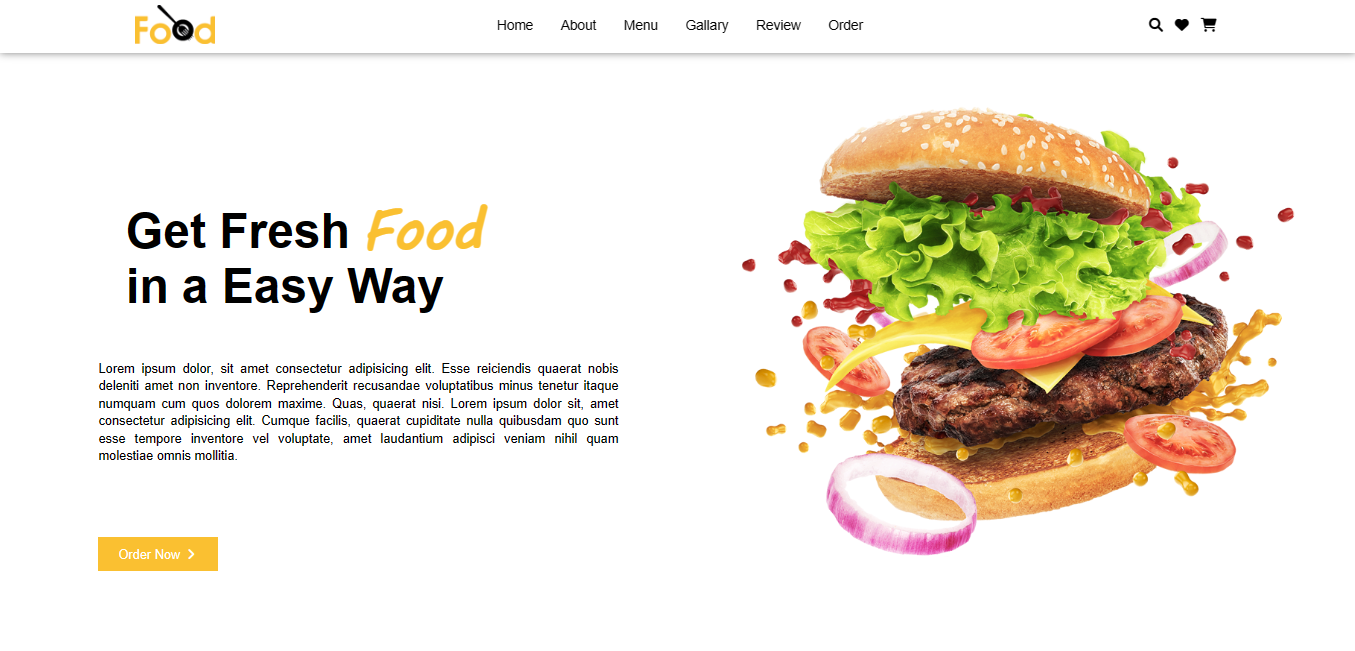 Food
Home About Menu Gallary Review Order
Get Fresh Food
in a Easy Way
Lorem ipsum dolor, sit amet consectetur adipisicing elit. Esse reiciendis quaerat nobis
deleniti amet non inventore. Reprehenderit recusandae voluptatibus minus tenetur itaque
numquam cum quos dolorem maxime. Quas, quaerat nisi. Lorem ipsum dolor sit, amet
consectetur adipisicing elit. Cumque facilis, quaerat cupiditate nulla quibusdam quo sunt
esse tempore inventore vel voluptate, amet laudantium adipisci veniam nihil quam
molestiae omnis mollitia.
Order Now